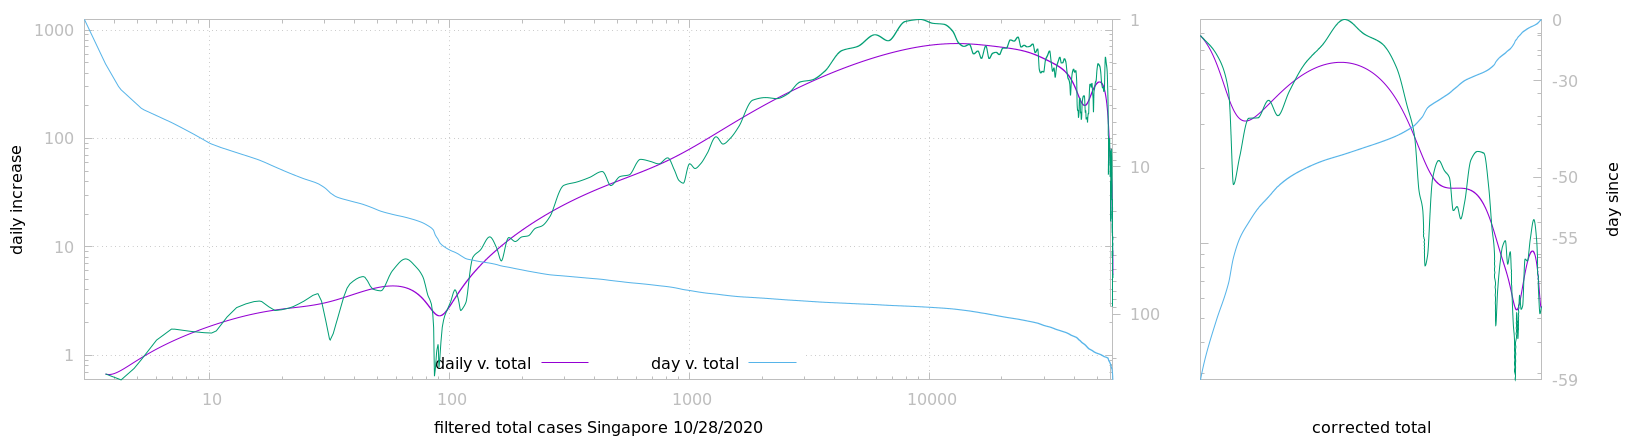 1000
100
10
1
daily increase
10
100
1000
10000
filtered total cases Singapore 10/28/2020
daily v. total
day v. total
1
10
100
0
-30
-50
-55
-59
day since
corrected total